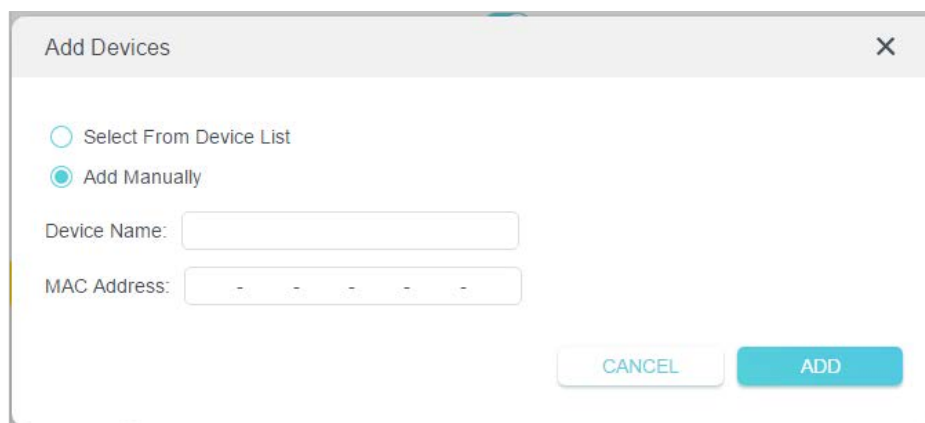 Add Devices
Select From Device List
Add Manually
Device Name:
MAC Address: - - - - -
CANCEL ADD